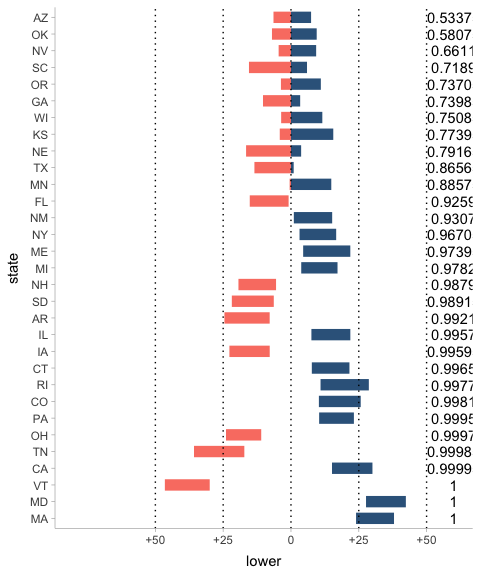 AZ 0.5337
OK 0.5807
NV 0.6611
SC 0.7189
OR 0.7370
GA 0.7398
WI 0.7508
KS 0.7739
NE 0.7916
TX 0.8656
MN 0.8857
FL 0.9259
NM 0.9307
NY 0.9670
ME 0.9739
MI 0.9782
NH 0.9879
SD 0.9891
AR 0.9921
IL 0.9957
IA 0.9959
CT 0.9965
RI 0.9977
CO 0.9981
PA 0.9995
OH 0.9997
TN 0.9998
CA 0.9999
VT 1
MD 1
MA 1
state
+50 +25 0 +25 +50
lower